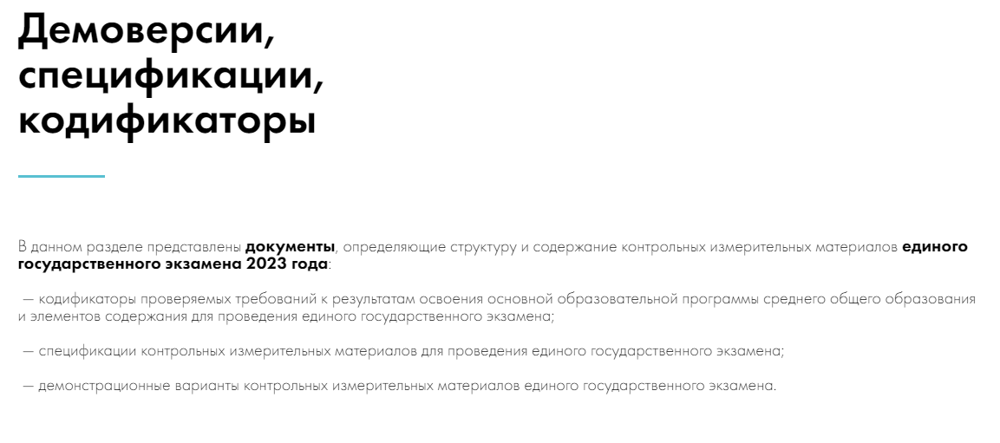 Демоверсии,
спецификации,
кодификаторы
В данном разделе представлены документы, определяющие структуру и содержание контрольных измерительных материалов единого
государственного экзамена 2023 года:
— кодификаторы проверяемых требований к результатам освоения основной образовательной программы среднего общего образования
и элементов содержания для проведения единого государственного экзамена;
— спецификации контрольных измерительных материалов для проведения единого государственного экзамена;
— демонстрационные варианты контрольных измерительных материалов единого государственного экзамена.